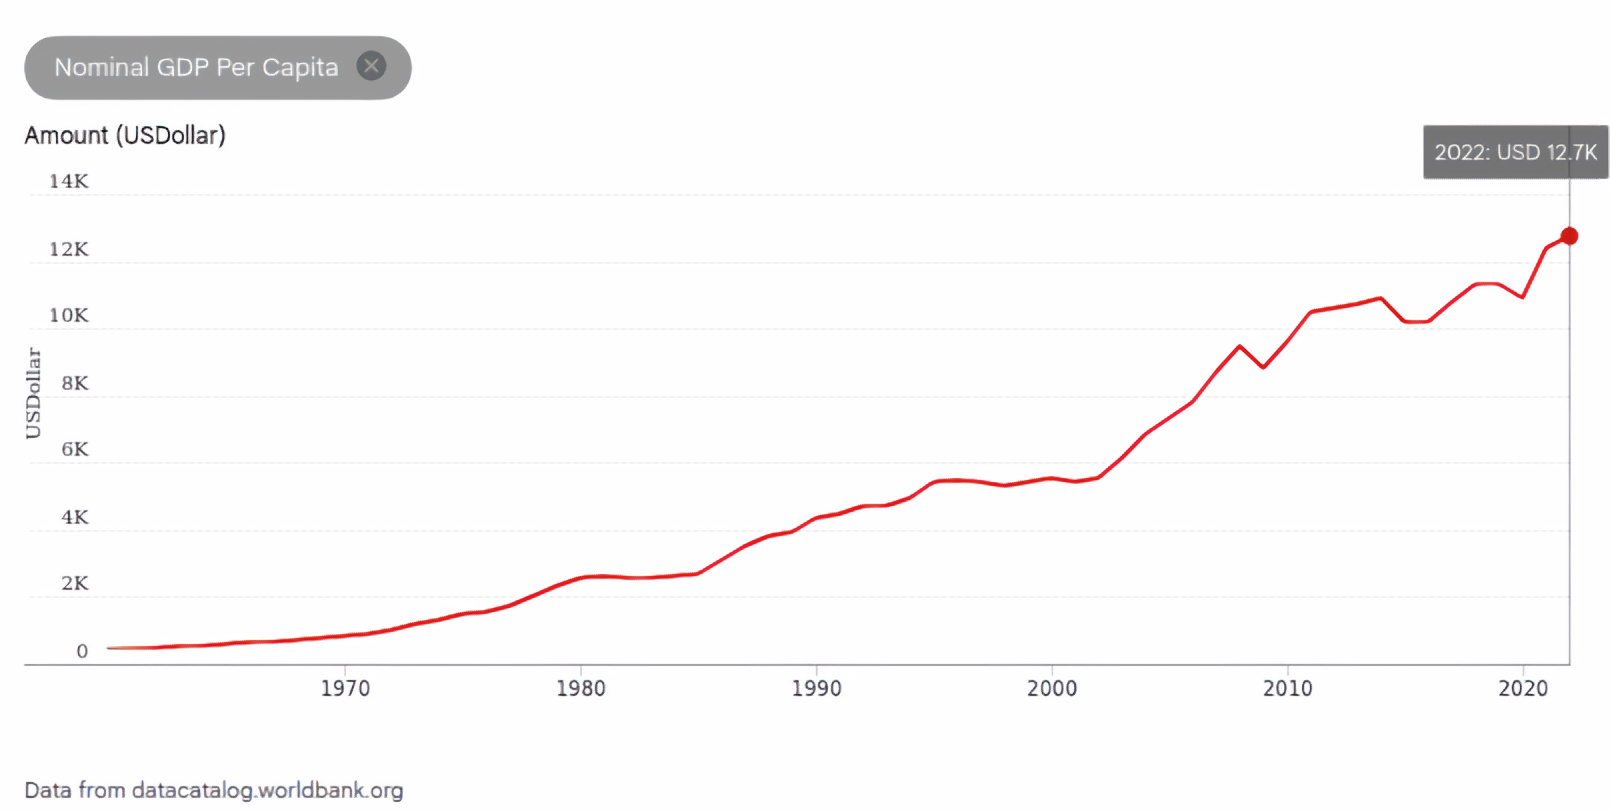 Nominal GDP Per Capita
Amount (USDollar)
2022: USD 12.7K
14K
12K
10K
8K
6K
4K
2K
0
USDollar
1970 1980 1990 2000 2010 2020
Data from datacatalog.worldbank.org